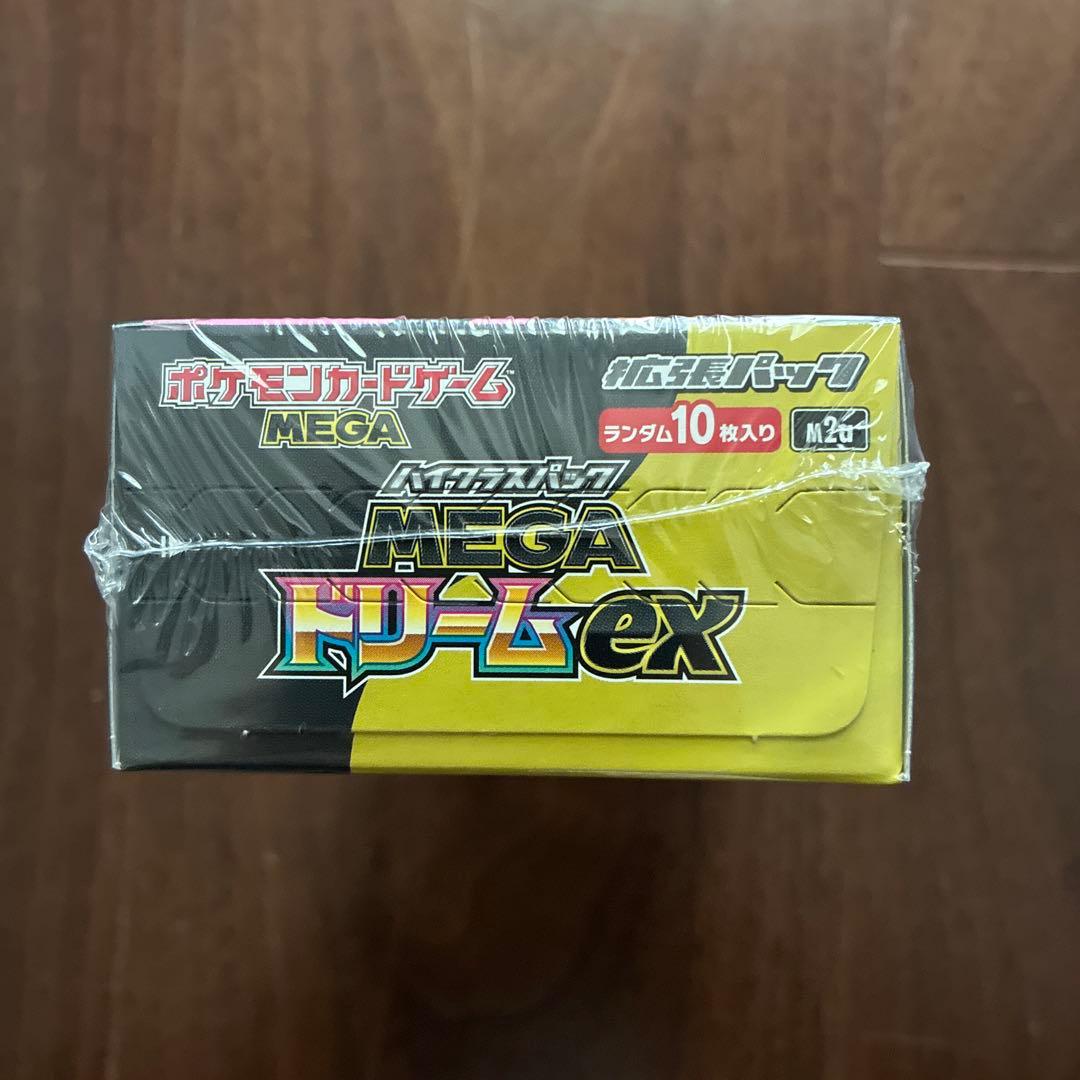 ポケモンカードゲーム™
MEGA
拡張パック
ランダム10枚入り M2a
ハイクラスパック
MEGA
ドリームex